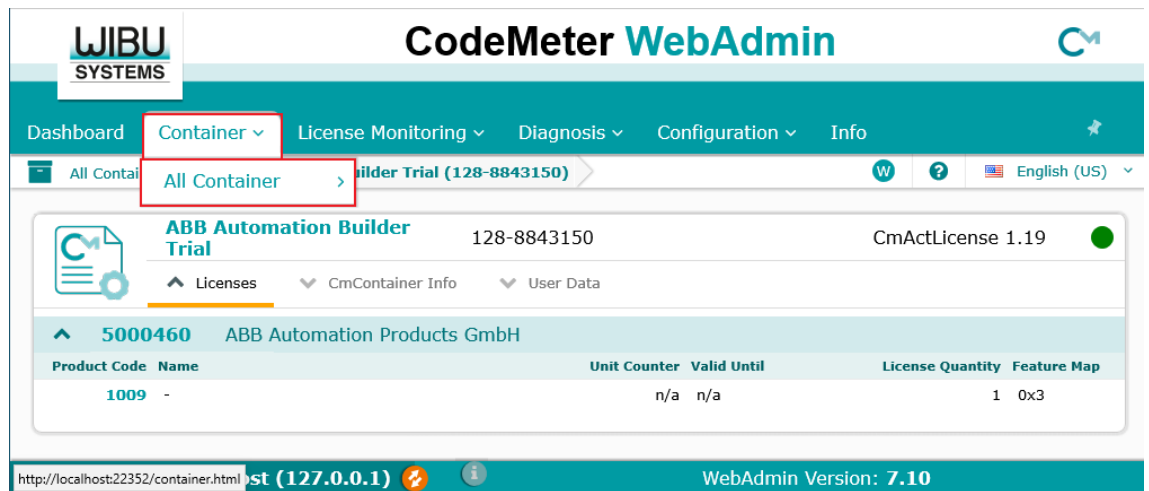 WIBU
SYSTEMS
CodeMeter WebAdmin
Dashboard Container License Monitoring Diagnosis Configuration Info
All Contai ilder Trial (128-8843150) W ? English (US)
All Container
ABB Automation Builder
Trial
128-8843150 CmActLicense 1.19
Licenses CmContainer Info User Data
5000460 ABB Automation Products GmbH
Product Code Name Unit Counter Valid Until License Quantity Feature Map
1009 - n/a n/a 1 0x3
http://localhost:22352/container.html ost (127.0.0.1) WebAdmin Version: 7.10